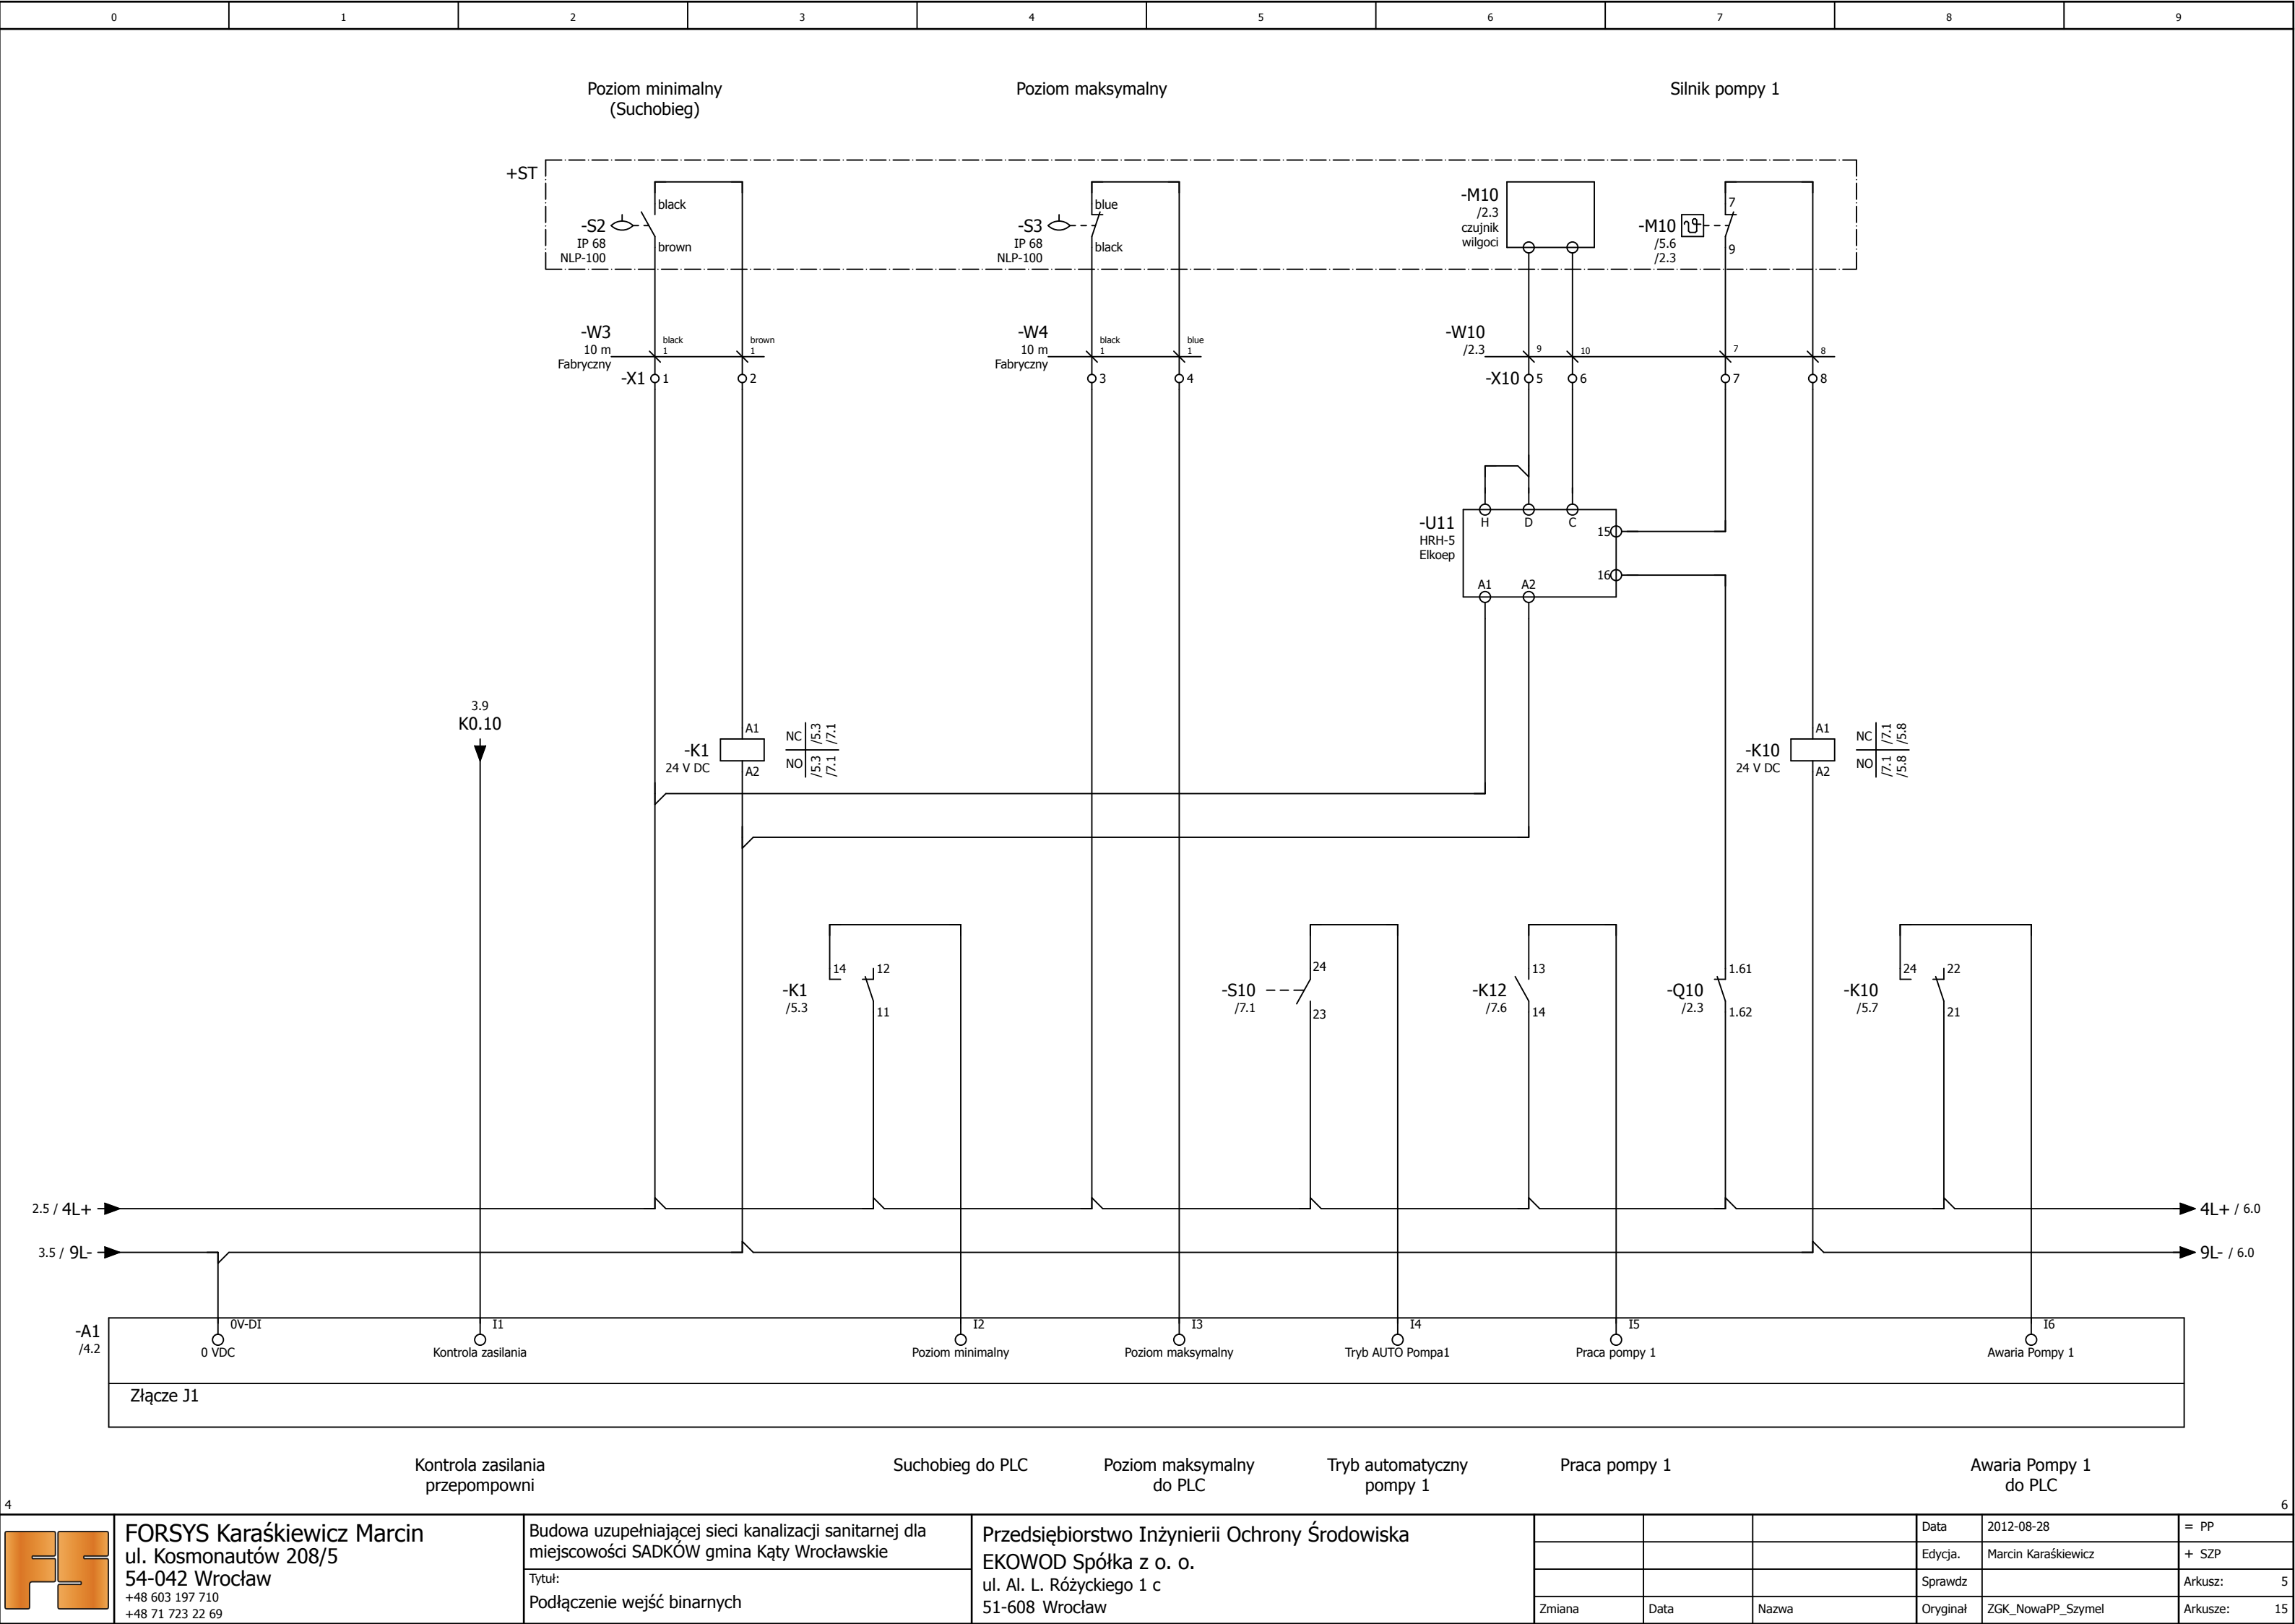 0 1 2 3 4 5 6 7 8 9
Poziom minimalny
(Suchobieg)
Poziom maksymalny
Silnik pompy 1
+ST
-S2
IP 68
NLP-100
black
brown
-S3
IP 68
NLP-100
blue
black
-M10
/2.3
czujnik
wilgoci
-M10
/5.6
/2.3
7
9
-W3
10 m
Fabryczny
black
1
brown
1
-W4
10 m
Fabryczny
black
1
blue
1
-W10
/2.3
9
10
7
8
-X1 1 2 3 4
-X10 5 6 7 8
-U11
HRH-5
Elkoep
H D C
15
16
A1 A2
3.9
K0.10
-K1
24 V DC
A1
A2
NC /5.3 /7.1
NO /5.3 /7.1
-K10
24 V DC
A1
A2
NC /7.1 /5.8
NO /7.1 /5.8
-K1
/5.3
14 12
11
-S10
/7.1
24
23
-K12
/7.6
13
14
-Q10
/2.3
1.61
1.62
-K10
/5.7
24 22
21
2.5 / 4L+
4L+ / 6.0
3.5 / 9L-
9L- / 6.0
-A1
/4.2
0V-DI
0 VDC
I1
Kontrola zasilania
I2
Poziom minimalny
I3
Poziom maksymalny
I4
Tryb AUTO Pompa1
I5
Praca pompy 1
I6
Awaria Pompy 1
Złącze J1
Kontrola zasilania
przepompowni
Suchobieg do PLC
Poziom maksymalny
do PLC
Tryb automatyczny
pompy 1
Praca pompy 1
Awaria Pompy 1
do PLC
4
6
FS
FORSYS Karaśkiewicz Marcin
ul. Kosmonautów 208/5
54-042 Wrocław
+48 603 197 710
+48 71 723 22 69
Budowa uzupełniającej sieci kanalizacji sanitarnej dla
miejscowości SADKÓW gmina Kąty Wrocławskie
Tytuł:
Podłączenie wejść binarnych
Przedsiębiorstwo Inżynierii Ochrony Środowiska
EKOWOD Spółka z o. o.
ul. Al. L. Różyckiego 1 c
51-608 Wrocław
Zmiana Data Nazwa
Data 2012-08-28 = PP
Edycja. Marcin Karaśkiewicz + SZP
Sprawdz Arkusz: 5
Oryginał ZGK_NowaPP_Szymel Arkusze: 15